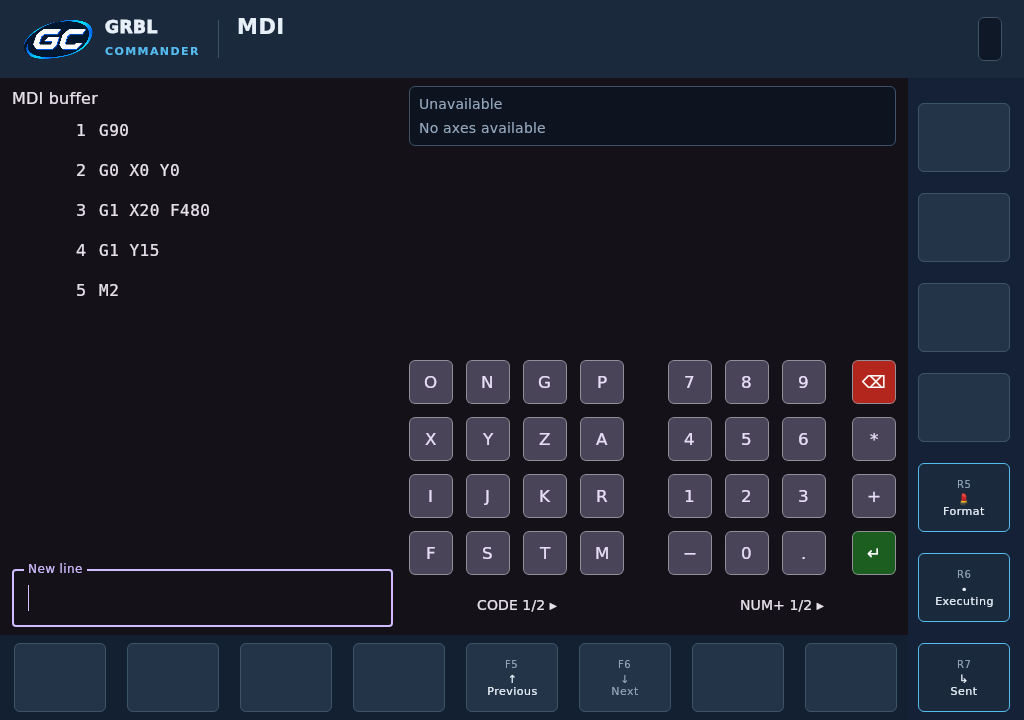 GC
GRBL
COMMANDER
MDI
MDI buffer
1 G90
2 G0 X0 Y0
3 G1 X20 F480
4 G1 Y15
5 M2
New line
Unavailable
No axes available
O N G P 7 8 9 ⌫
X Y Z A 4 5 6 *
I J K R 1 2 3 +
F S T M − 0 . ↵
CODE 1/2 ▸
NUM+ 1/2 ▸
R5
Format
R6
•
Executing
R7
↳
Sent
F5
↑
Previous
F6
↓
Next